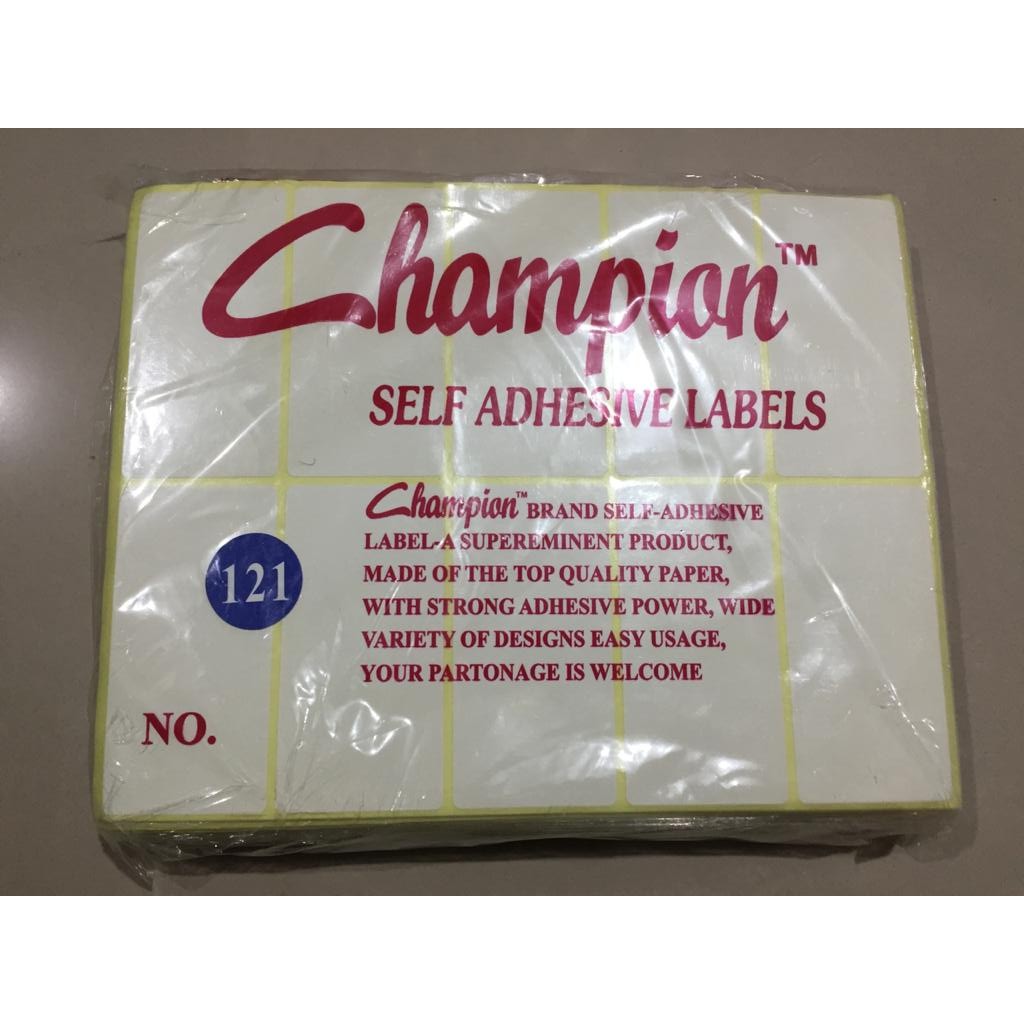 Champion™
SELF ADHESIVE LABELS
Champion™ BRAND SELF-ADHESIVE
LABEL-A SUPEREMINENT PRODUCT,
MADE OF THE TOP QUALITY PAPER,
WITH STRONG ADHESIVE POWER, WIDE
VARIETY OF DESIGNS EASY USAGE,
YOUR PARTONAGE IS WELCOME
121
NO.